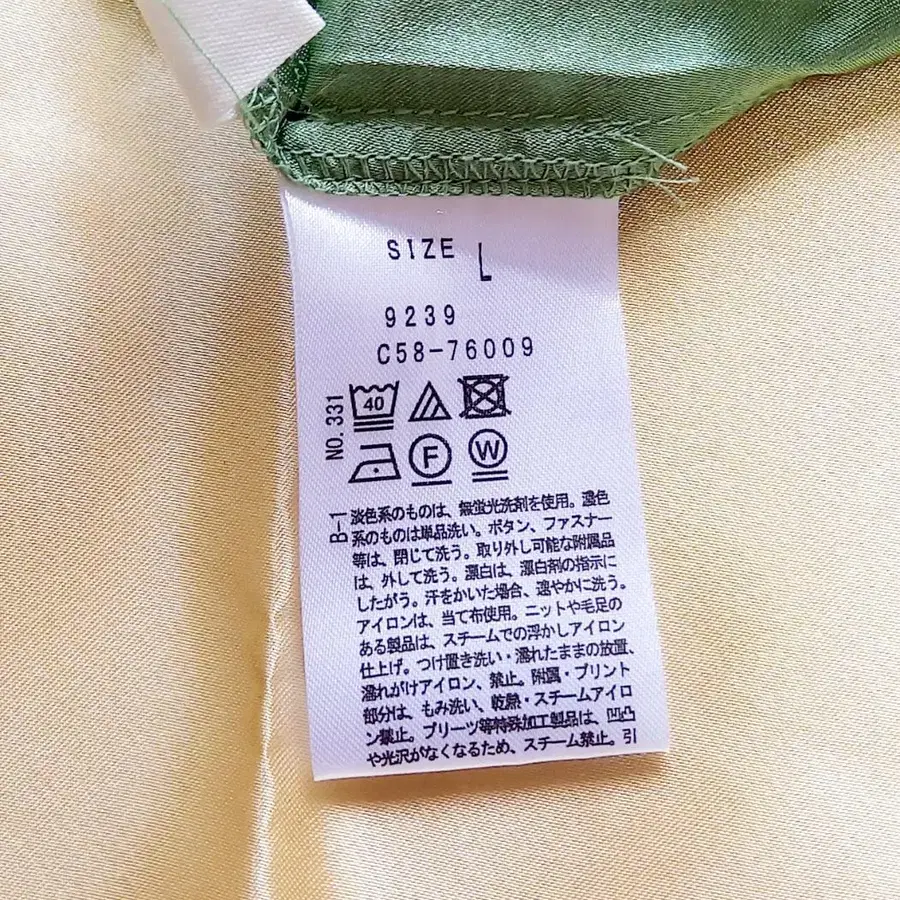 SIZE L
9239
C58-76009
NO. 331
40
F
W
B-1
淡色系のものは、無蛍光洗剤を使用。濃色
系のものは単品洗い。ボタン、ファスナー
等は、閉じて洗う。取り外し可能な附属品
は、外して洗う。漂白は、漂白剤の指示に
したがう。汗をかいた場合、速やかに洗う。
アイロンは、当て布使用。ニットや毛足の
ある製品は、スチームでの浮かしアイロン
仕上げ。つけ置き洗い・濡れたままの放置、
濡れがけアイロン、禁止。附属・プリント
部分は、もみ洗い、乾熱・スチームアイロ
ン禁止。プリーツ等特殊加工製品は、凹凸
や光沢がなくなるため、スチーム禁止。引